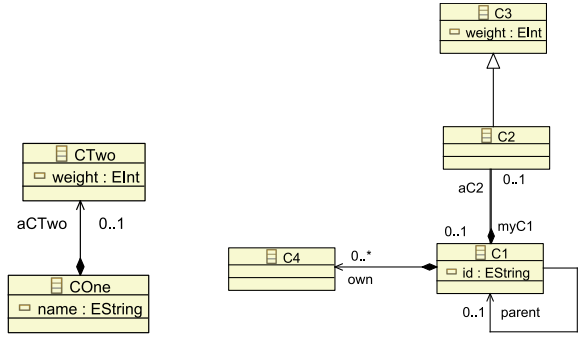 C3
weight : EInt
C2
aC2 0..1
0..1 myC1
C1
id : EString
0..1 parent
C4
0..*
own
CTwo
weight : EInt
aCTwo 0..1
COne
name : EString